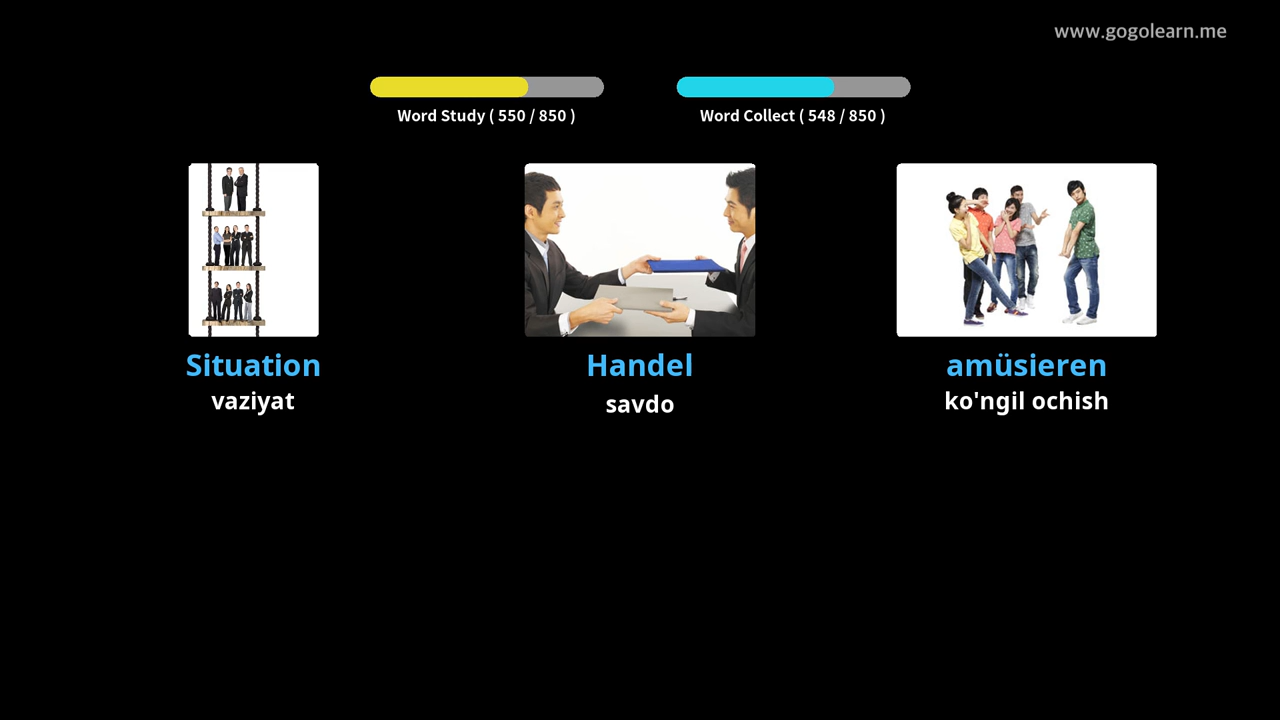 www.gogolearn.me
Word Study ( 550 / 850 )
Word Collect ( 548 / 850 )
Situation
vaziyat
Handel
savdo
amüsieren
ko'ngil ochish